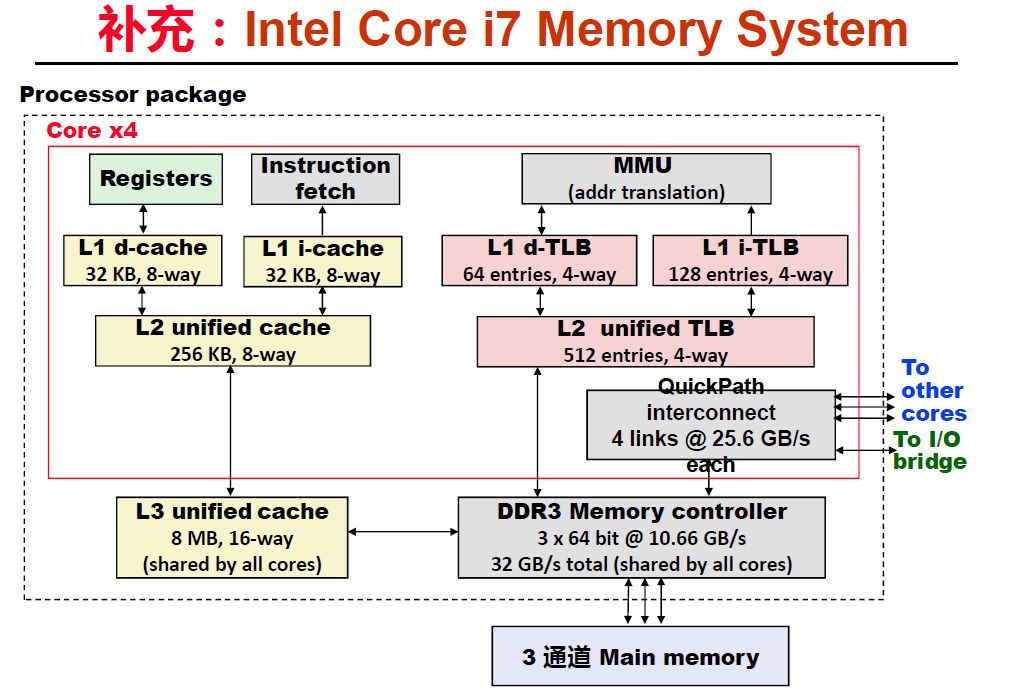 补充：Intel Core i7 Memory System
Processor package
Core x4
Registers
Instruction
fetch
MMU
(addr translation)
L1 d-cache
32 KB, 8-way
L1 i-cache
32 KB, 8-way
L1 d-TLB
64 entries, 4-way
L1 i-TLB
128 entries, 4-way
L2 unified cache
256 KB, 8-way
L2 unified TLB
512 entries, 4-way
QuickPath
interconnect
4 links @ 25.6 GB/s
each
To
other
cores
To I/O
bridge
L3 unified cache
8 MB, 16-way
(shared by all cores)
DDR3 Memory controller
3 x 64 bit @ 10.66 GB/s
32 GB/s total (shared by all cores)
3 通道 Main memory